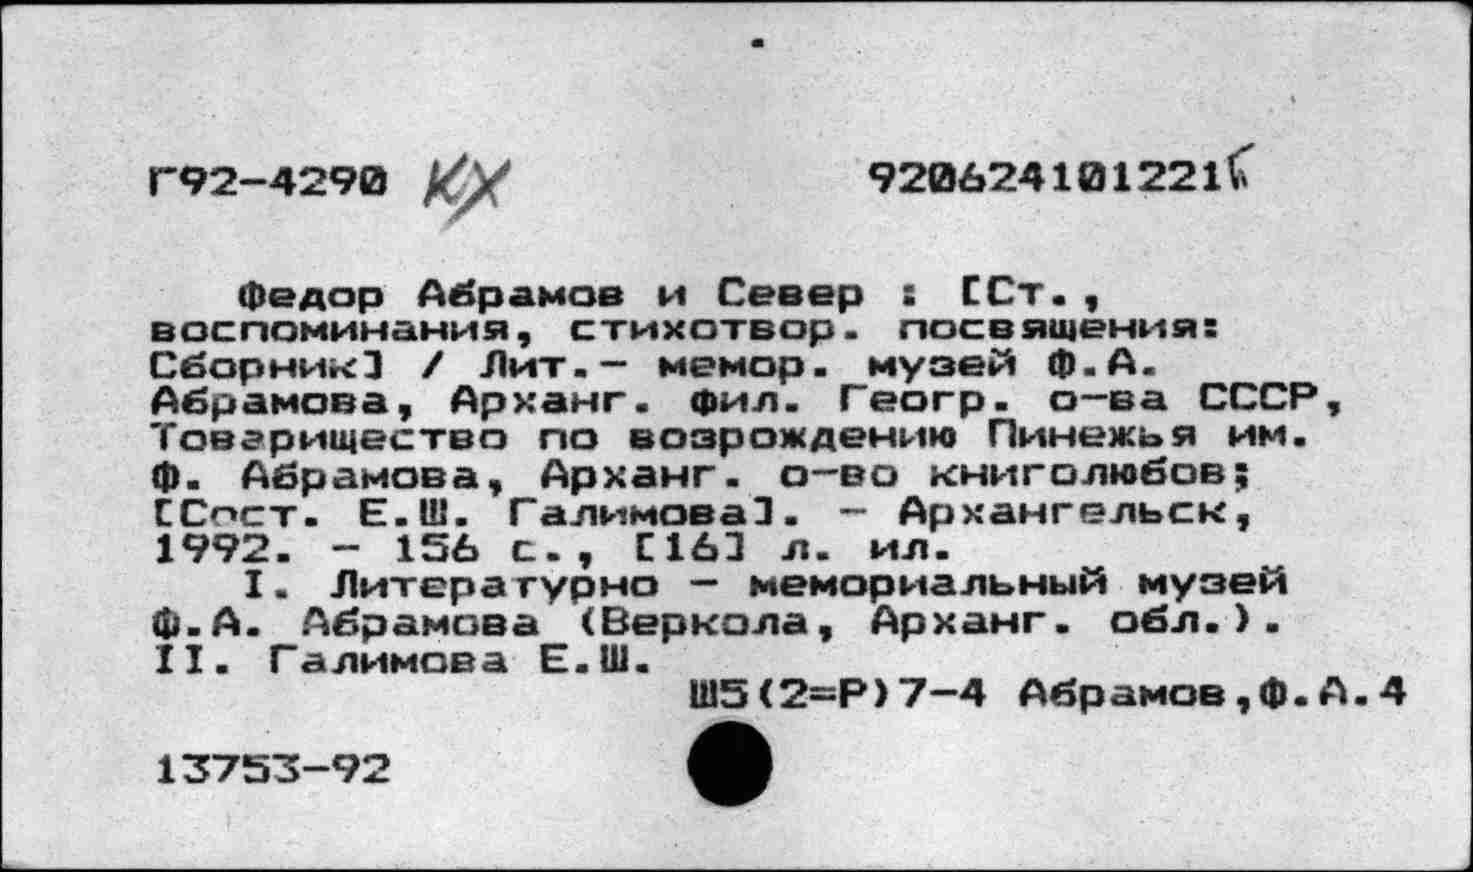 Г92-4290 КХ 9206241012216
Федор Абрамов и Север : [Ст.,
воспоминания, стихотвор. посвящения:
Сборник] / Лит.- мемор. музей Ф.А.
Абрамова, Арханг. фил. Геогр. о-ва СССР,
Товарищество по возрождению Пинежья им.
Ф. Абрамова, Арханг. о-во книголюбов;
[Сост. Е.Ш. Галимова]. - Архангельск,
1992. - 156 с., [16] л. ил.
I. Литературно - мемориальный музей
Ф.А. Абрамова (Веркола, Арханг. обл.).
II. Галимова Е.Ш.
Ш5(2=Р)7-4 Абрамов,Ф.А.4
13753-92